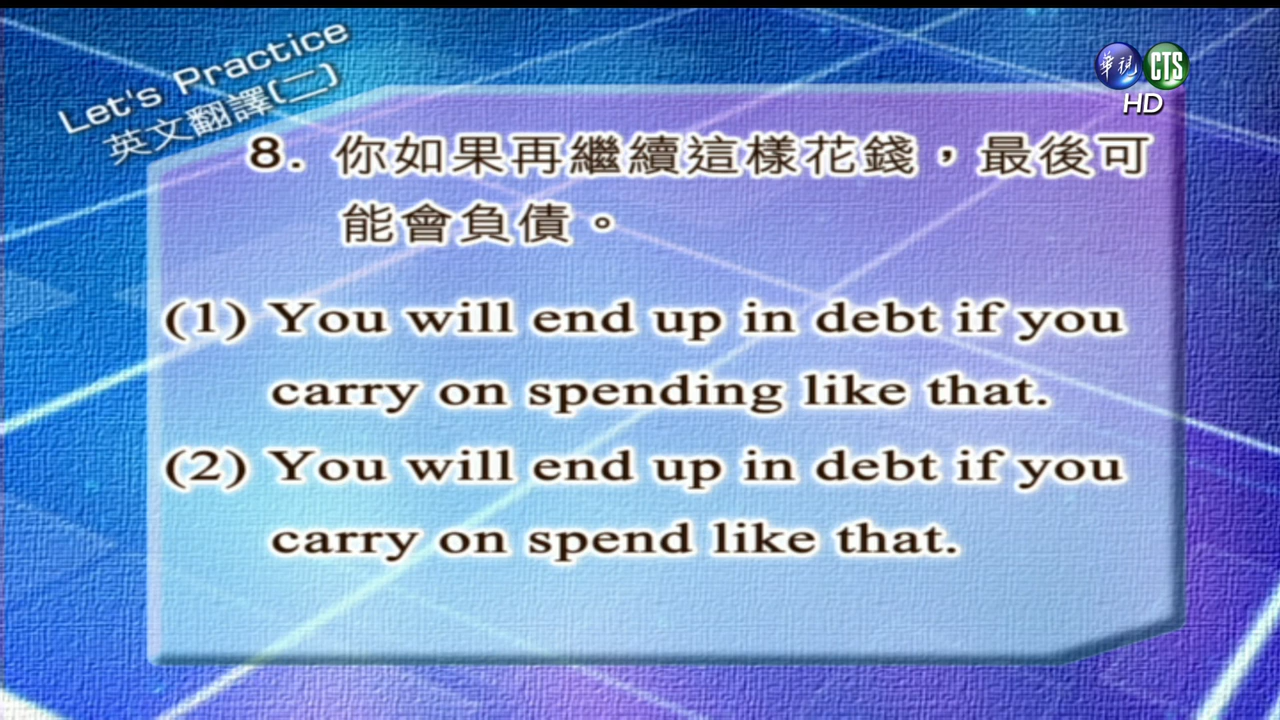 Let's Practice
英文翻譯(二)
華視 CTS
HD
8. 你如果再繼續這樣花錢，最後可
能會負債。
(1) You will end up in debt if you
carry on spending like that.
(2) You will end up in debt if you
carry on spend like that.